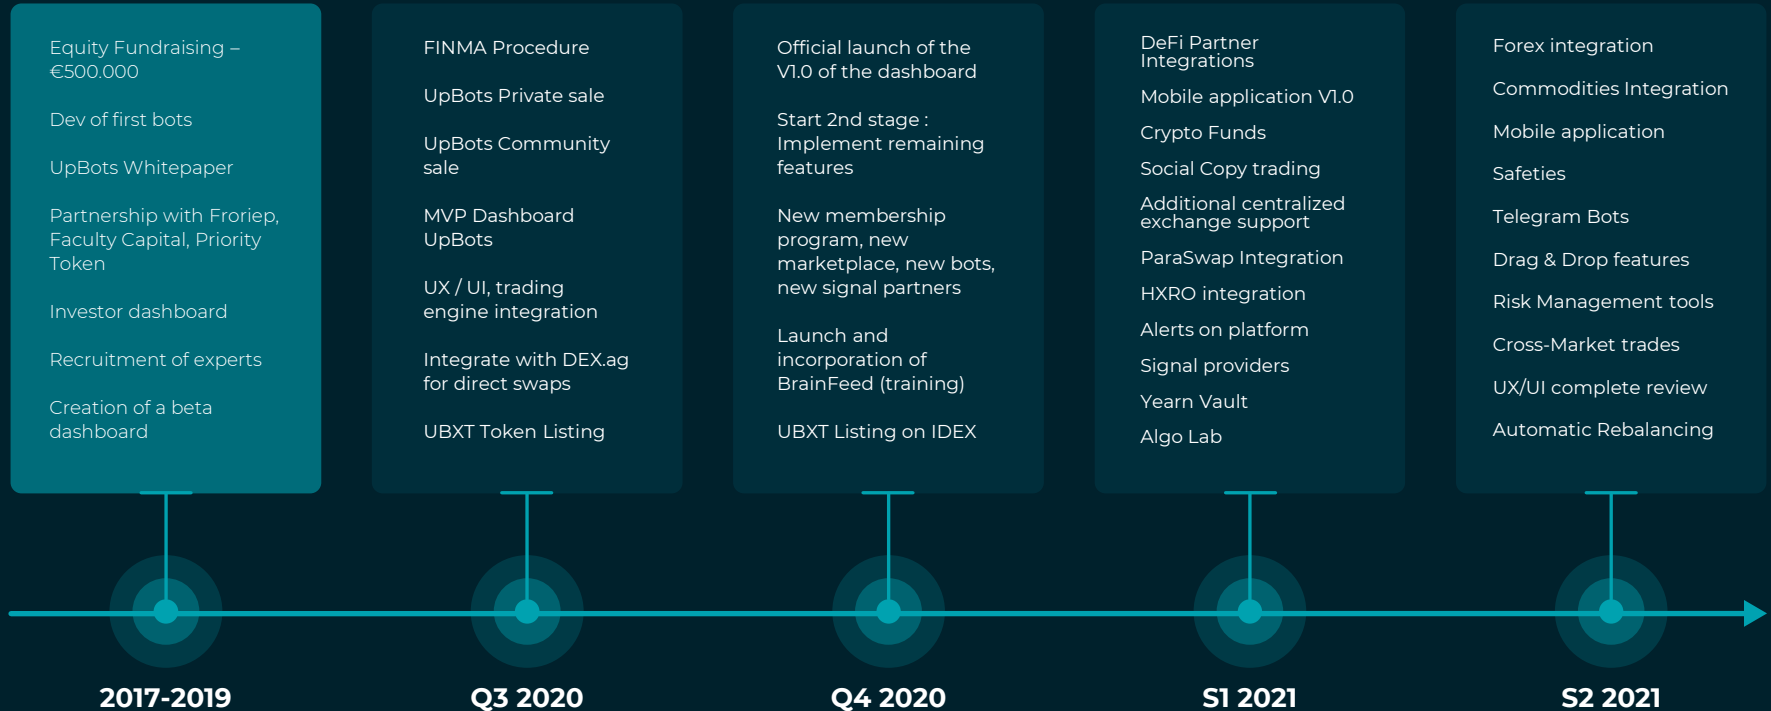 Equity Fundraising –
€500.000
Dev of first bots
UpBots Whitepaper
Partnership with Froriep,
Faculty Capital, Priority
Token
Investor dashboard
Recruitment of experts
Creation of a beta
dashboard
2017-2019
FINMA Procedure
UpBots Private sale
UpBots Community
sale
MVP Dashboard
UpBots
UX / UI, trading
engine integration
Integrate with DEX.ag
for direct swaps
UBXT Token Listing
Q3 2020
Official launch of the
V1.0 of the dashboard
Start 2nd stage :
Implement remaining
features
New membership
program, new
marketplace, new bots,
new signal partners
Launch and
incorporation of
BrainFeed (training)
UBXT Listing on IDEX
Q4 2020
DeFi Partner
Integrations
Mobile application V1.0
Crypto Funds
Social Copy trading
Additional centralized
exchange support
ParaSwap Integration
HXRO integration
Alerts on platform
Signal providers
Yearn Vault
Algo Lab
S1 2021
Forex integration
Commodities Integration
Mobile application
Safeties
Telegram Bots
Drag & Drop features
Risk Management tools
Cross-Market trades
UX/UI complete review
Automatic Rebalancing
S2 2021